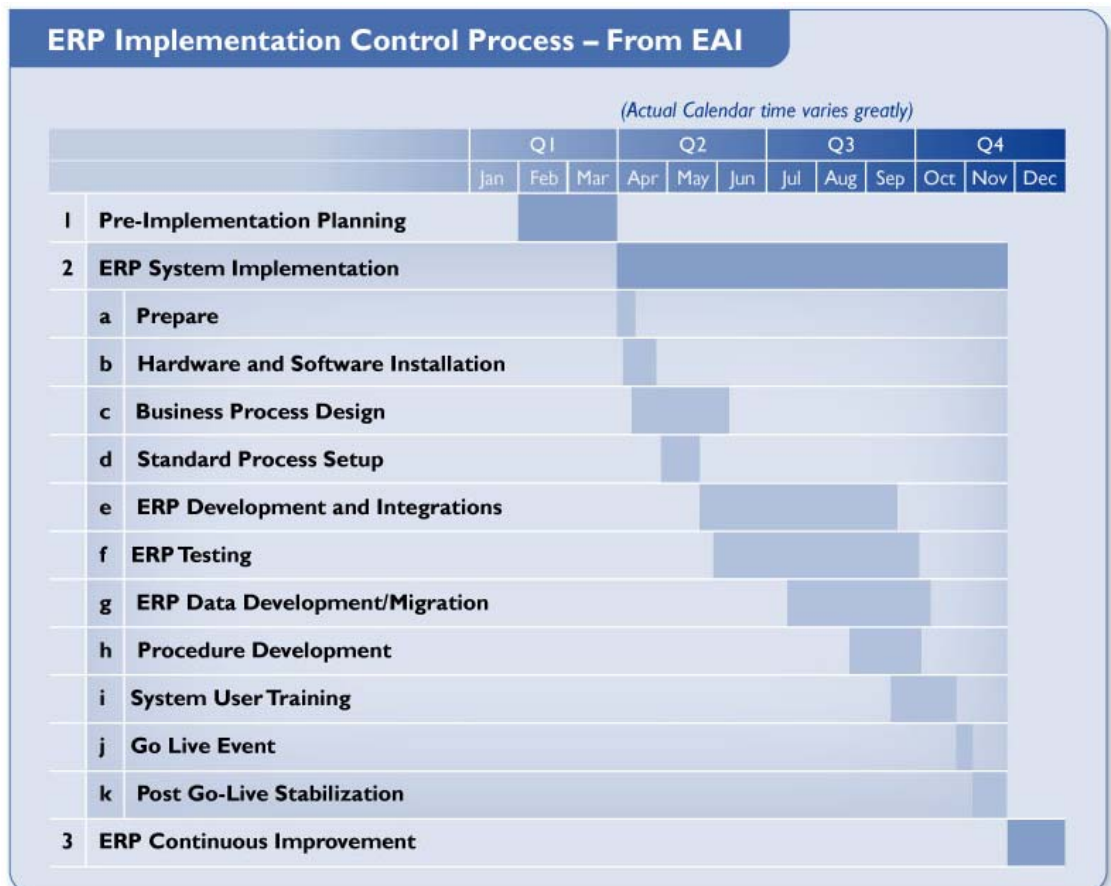 ERP Implementation Control Process – From EAI
(Actual Calendar time varies greatly)
Q1 Q2 Q3 Q4
Jan Feb Mar Apr May Jun Jul Aug Sep Oct Nov Dec
1 Pre-Implementation Planning
2 ERP System Implementation
a Prepare
b Hardware and Software Installation
c Business Process Design
d Standard Process Setup
e ERP Development and Integrations
f ERP Testing
g ERP Data Development/Migration
h Procedure Development
i System User Training
j Go Live Event
k Post Go-Live Stabilization
3 ERP Continuous Improvement